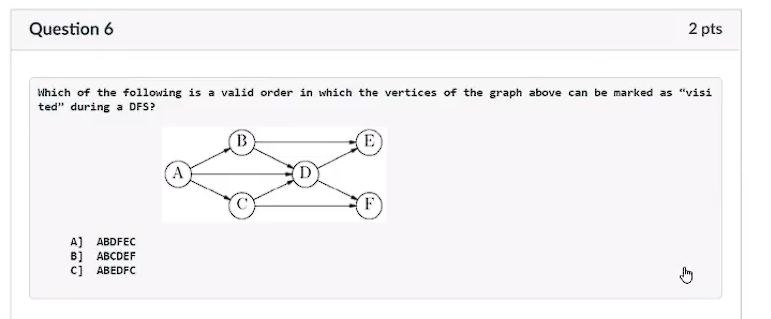 Question 6
2 pts
Which of the following is a valid order in which the vertices of the graph above can be marked as “visi
ted” during a DFS?
B
E
A
D
C
F
A] ABDFEC
B] ABCDEF
C] ABEDFC